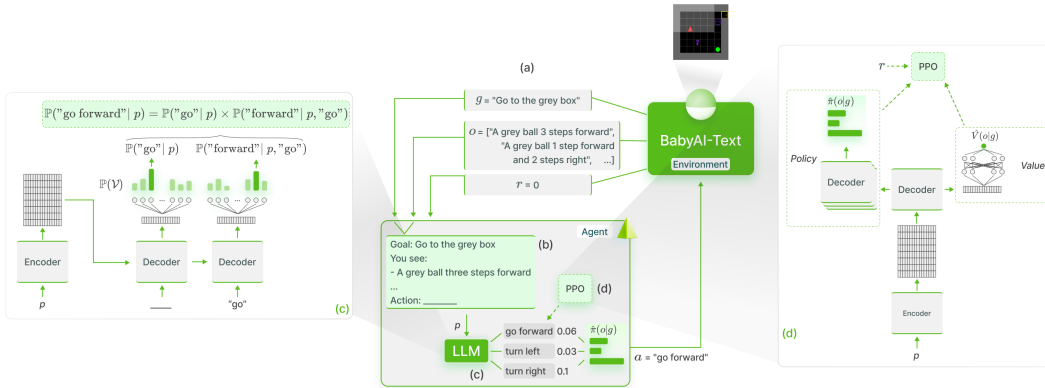 (a)
ℙ("go forward"| p) = ℙ("go"| p) × ℙ("forward"| p, "go")
ℙ("go"| p)
ℙ("forward"| p, "go")
ℙ(𝒱)
Encoder
Decoder
Decoder
p
____
"go"
(c)
g = "Go to the grey box"
o = ["A grey ball 3 steps forward",
"A grey ball 1 step forward
and 2 steps right", ...]
r = 0
BabyAI-Text
Environment
Agent
Goal: Go to the grey box
You see:
- A grey ball three steps forward
...
Action: _______
(b)
PPO
(d)
p
LLM
(c)
go forward 0.06
turn left 0.03
turn right 0.1
π̂(o|g)
a = "go forward"
r
PPO
π̂(o|g)
Policy
Decoder
Decoder
V̂(o|g)
Value
Encoder
p
(d)